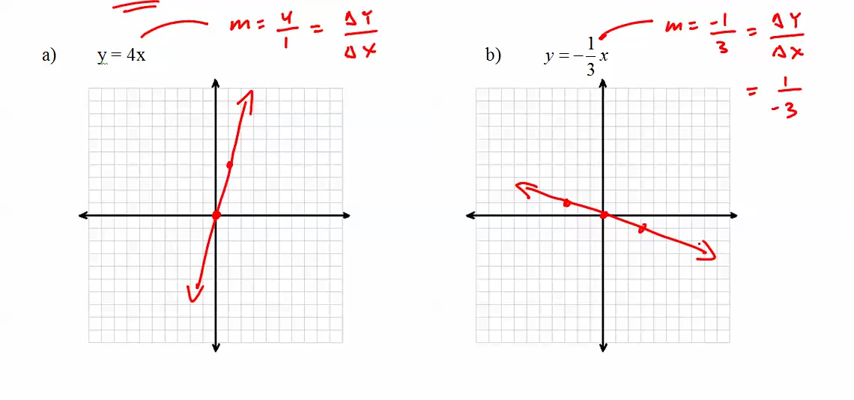 a) y = 4x
m = 4/1 = ΔY/ΔX
b) y = -1/3 x
m = -1/3 = ΔY/ΔX
= 1/-3